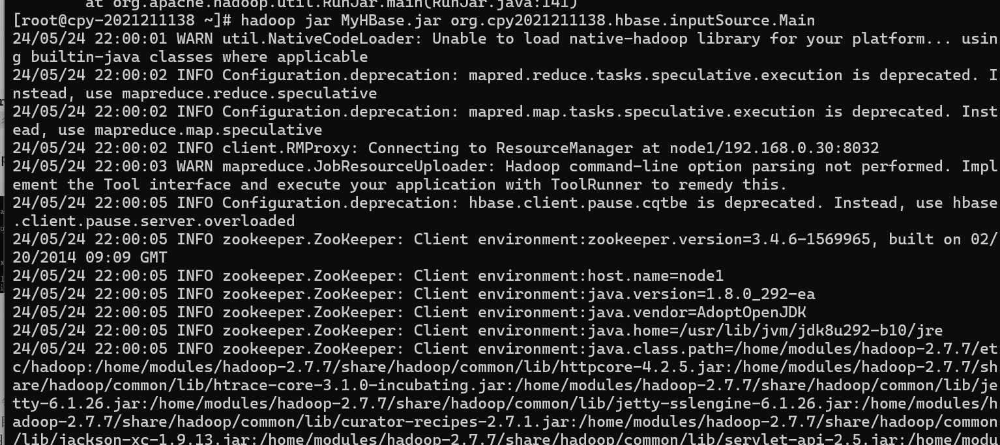 at org.apache.hadoop.util.RunJar.main(RunJar.java:141)
[root@cpy-2021211138 ~]# hadoop jar MyHBase.jar org.cpy2021211138.hbase.inputSource.Main
24/05/24 22:00:01 WARN util.NativeCodeLoader: Unable to load native-hadoop library for your platform... usin
g builtin-java classes where applicable
24/05/24 22:00:02 INFO Configuration.deprecation: mapred.reduce.tasks.speculative.execution is deprecated. I
nstead, use mapreduce.reduce.speculative
24/05/24 22:00:02 INFO Configuration.deprecation: mapred.map.tasks.speculative.execution is deprecated. Inst
ead, use mapreduce.map.speculative
24/05/24 22:00:02 INFO client.RMProxy: Connecting to ResourceManager at node1/192.168.0.30:8032
24/05/24 22:00:03 WARN mapreduce.JobResourceUploader: Hadoop command-line option parsing not performed. Impl
ement the Tool interface and execute your application with ToolRunner to remedy this.
24/05/24 22:00:05 INFO Configuration.deprecation: hbase.client.pause.cqtbe is deprecated. Instead, use hbase
.client.pause.server.overloaded
24/05/24 22:00:05 INFO zookeeper.ZooKeeper: Client environment:zookeeper.version=3.4.6-1569965, built on 02/
20/2014 09:09 GMT
24/05/24 22:00:05 INFO zookeeper.ZooKeeper: Client environment:host.name=node1
24/05/24 22:00:05 INFO zookeeper.ZooKeeper: Client environment:java.version=1.8.0_292-ea
24/05/24 22:00:05 INFO zookeeper.ZooKeeper: Client environment:java.vendor=AdoptOpenJDK
24/05/24 22:00:05 INFO zookeeper.ZooKeeper: Client environment:java.home=/usr/lib/jvm/jdk8u292-b10/jre
24/05/24 22:00:05 INFO zookeeper.ZooKeeper: Client environment:java.class.path=/home/modules/hadoop-2.7.7/et
c/hadoop:/home/modules/hadoop-2.7.7/share/hadoop/common/lib/httpcore-4.2.5.jar:/home/modules/hadoop-2.7.7/sh
are/hadoop/common/lib/htrace-core-3.1.0-incubating.jar:/home/modules/hadoop-2.7.7/share/hadoop/common/lib/je
tty-6.1.26.jar:/home/modules/hadoop-2.7.7/share/hadoop/common/lib/jetty-sslengine-6.1.26.jar:/home/modules/h
adoop-2.7.7/share/hadoop/common/lib/curator-recipes-2.7.1.jar:/home/modules/hadoop-2.7.7/share/hadoop/common
/lib/jackson-xc-1.9.13.jar:/home/modules/hadoop-2.7.7/share/hadoop/common/lib/servlet-api-2.5.jar:/home/modu